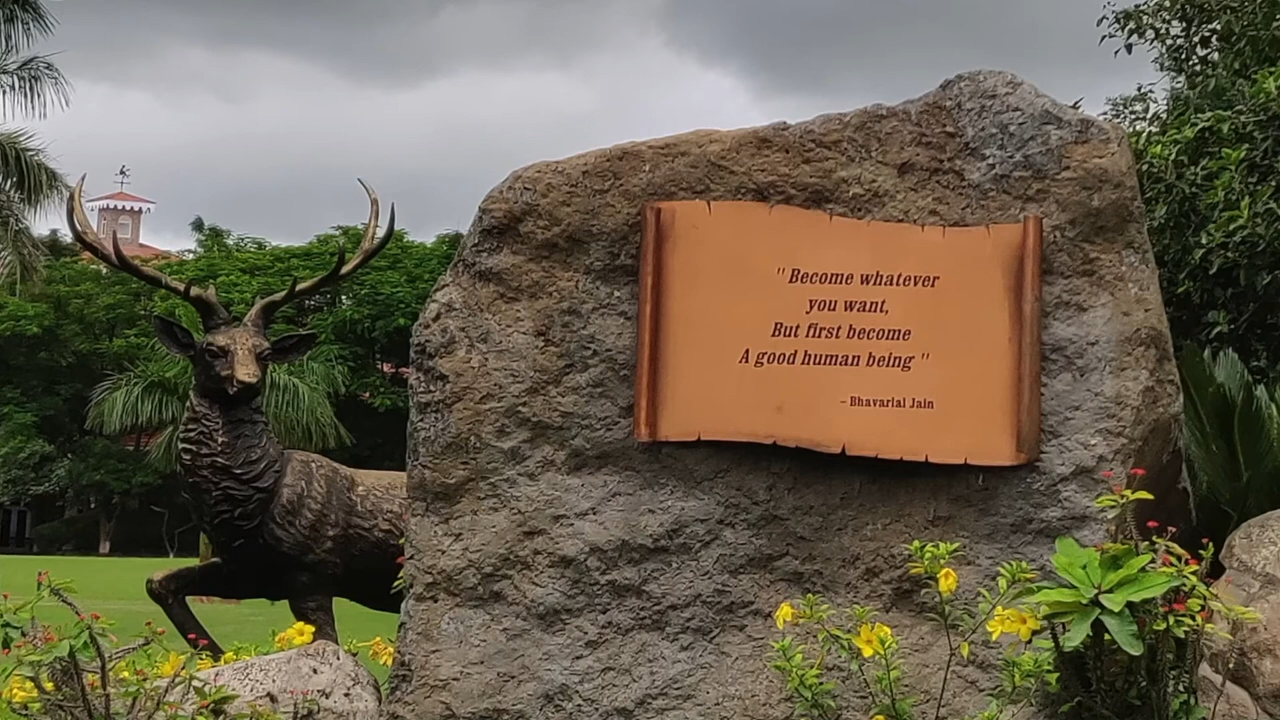 " Become whatever
you want,
But first become
A good human being "
– Bhavarlal Jain